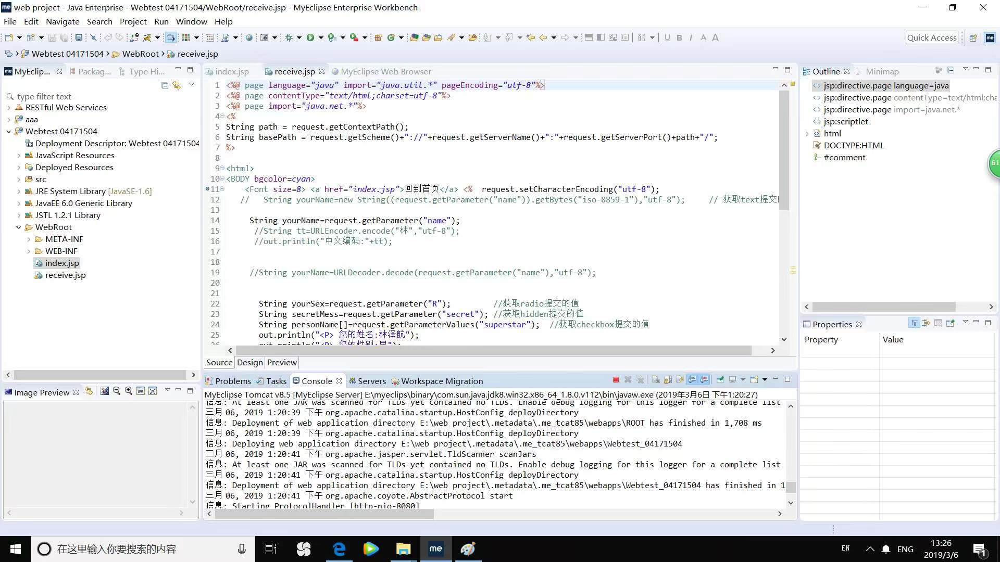 web project - Java Enterprise - Webtest 04171504/WebRoot/receive.jsp - MyEclipse Enterprise Workbench
File Edit Navigate Search Project Run Window Help
Quick Access
Webtest 04171504 WebRoot receive.jsp
MyEclip... Packag... Type Hi...
type filter text
RESTful Web Services
aaa
Webtest 04171504
Deployment Descriptor: Webtest 04171504
JavaScript Resources
Deployed Resources
src
JRE System Library [JavaSE-1.6]
JavaEE 6.0 Generic Library
JSTL 1.2.1 Library
WebRoot
META-INF
WEB-INF
index.jsp
receive.jsp
Image Preview
index.jsp receive.jsp MyEclipse Web Browser
1 <%@ page language="java" import="java.util.*" pageEncoding="utf-8"%>
2 <%@ page contentType="text/html;charset=utf-8"%>
3 <%@ page import="java.net.*"%>
4 <%
5 String path = request.getContextPath();
6 String basePath = request.getScheme()+"://"+request.getServerName()+":"+request.getServerPort()+path+"/";
7 %>
8
9 <html>
10 <BODY bgcolor=cyan>
11 <Font size=8> <a href="index.jsp">回到首页</a> <% request.setCharacterEncoding("utf-8");
12 // String yourName=new String((request.getParameter("name")).getBytes("iso-8859-1"),"utf-8"); // 获取text提交
13
14 String yourName=request.getParameter("name");
15 //String tt=URLEncoder.encode("林","utf-8");
16 //out.println("中文编码:"+tt);
17
18
19 //String yourName=URLDecoder.decode(request.getParameter("name"),"utf-8");
20
21
22 String yourSex=request.getParameter("R"); //获取radio提交的值
23 String secretMess=request.getParameter("secret"); //获取hidden提交的值
24 String personName[]=request.getParameterValues("superstar"); //获取checkbox提交的值
25 out.println("<P> 您的姓名:林泽航");
26 out.println("<P> 您的性别:男");
Source Design Preview
Problems Tasks Console Servers Workspace Migration
MyEclipse Tomcat v8.5 [MyEclipse Server] E:\myeclips\binary\com.sun.java.jdk8.win32.x86_64_1.8.0.v112\bin\javaw.exe (2019年3月6日 下午1:20:27)
信息: At least one JAR was scanned for TLDs yet contained no TLDs. Enable debug logging for this logger for a complete list
三月 06, 2019 1:20:39 下午 org.apache.catalina.startup.HostConfig deployDirectory
信息: Deployment of web application directory E:\web project\.metadata\.me_tcat85\webapps\ROOT has finished in 1,708 ms
三月 06, 2019 1:20:39 下午 org.apache.catalina.startup.HostConfig deployDirectory
信息: Deploying web application directory E:\web project\.metadata\.me_tcat85\webapps\Webtest_04171504
三月 06, 2019 1:20:41 下午 org.apache.jasper.servlet.TldScanner scanJars
信息: At least one JAR was scanned for TLDs yet contained no TLDs. Enable debug logging for this logger for a complete list
三月 06, 2019 1:20:41 下午 org.apache.catalina.startup.HostConfig deployDirectory
信息: Deployment of web application directory E:\web project\.metadata\.me_tcat85\webapps\Webtest_04171504 has finished in 1
三月 06, 2019 1:20:41 下午 org.apache.coyote.AbstractProtocol start
信息: Starting ProtocolHandler [http-nio-8080]
Outline Minimap
jsp:directive.page language=java
jsp:directive.page contentType=text/html;cha
jsp:directive.page import=java.net.*
jsp:scriptlet
html
DOCTYPE:HTML
#comment
61
Properties
Property Value
在这里输入你要搜索的内容
me
EN
ENG
13:26
2019/3/6
1